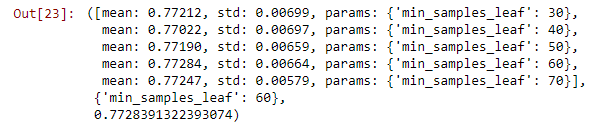 Out[23]: ([mean: 0.77212, std: 0.00699, params: {'min_samples_leaf': 30},
mean: 0.77022, std: 0.00697, params: {'min_samples_leaf': 40},
mean: 0.77190, std: 0.00659, params: {'min_samples_leaf': 50},
mean: 0.77284, std: 0.00664, params: {'min_samples_leaf': 60},
mean: 0.77247, std: 0.00579, params: {'min_samples_leaf': 70}],
{'min_samples_leaf': 60},
0.7728391322393074)